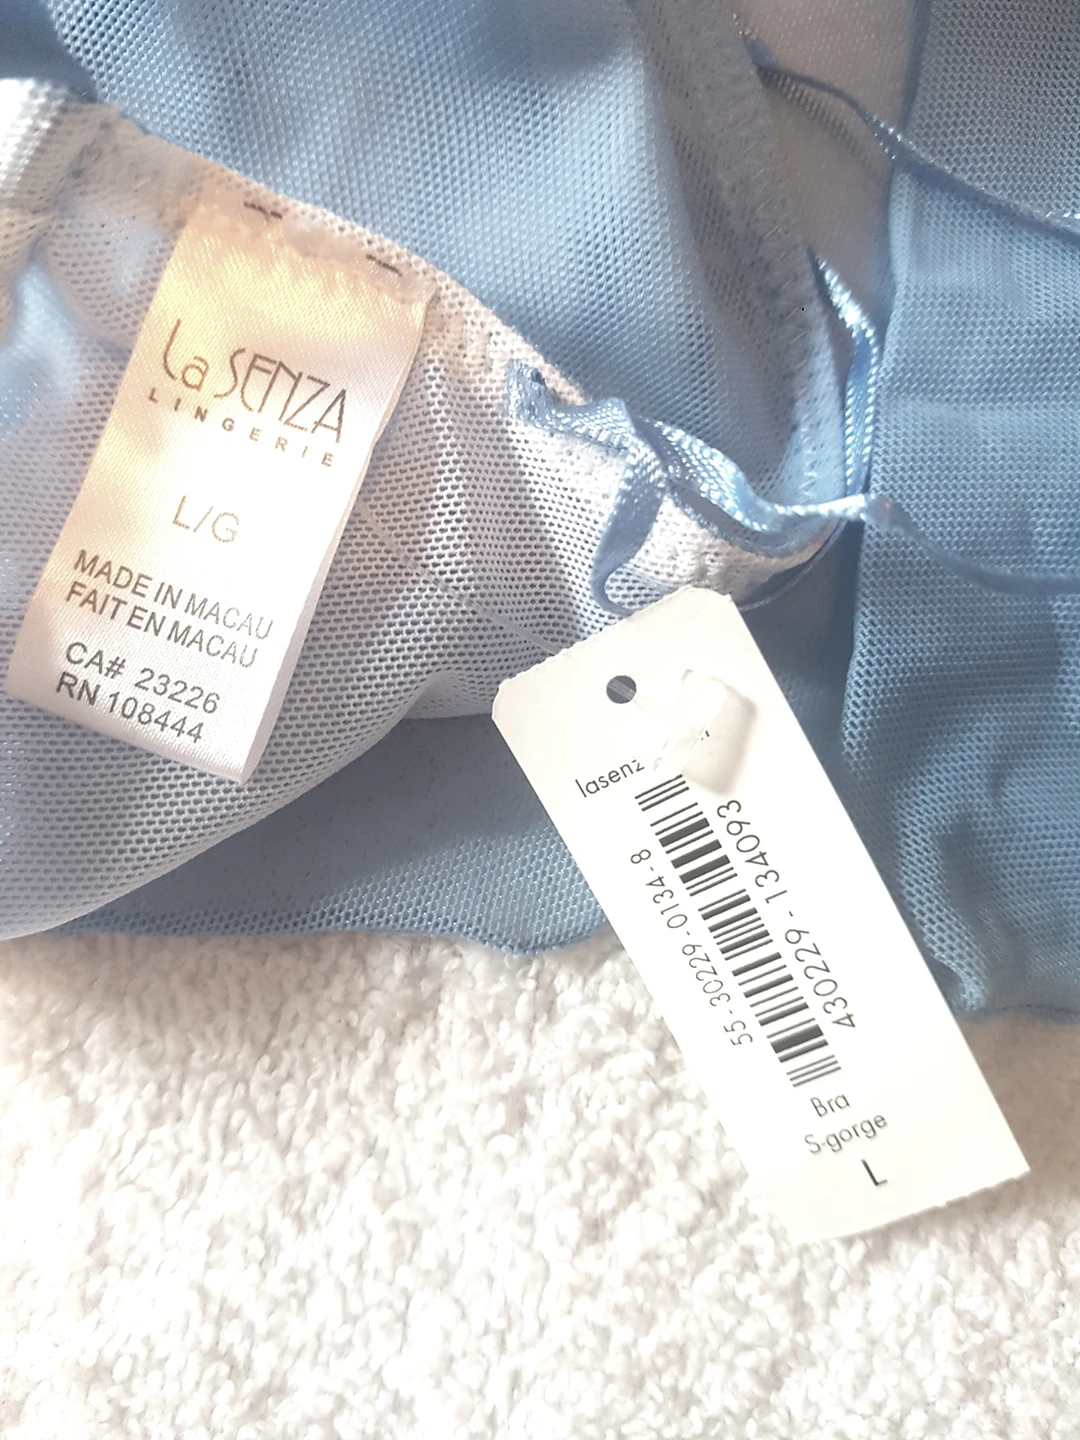 La SENZA
LINGERIE
L/G
MADE IN MACAU
FAIT EN MACAU
CA# 23226
RN 108444
55-30229-0134-8
430229-134093
Bra
S-gorge
L